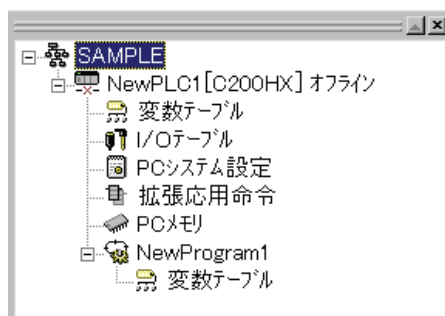 SAMPLE
NewPLC1[C200HX] オフライン
変数テーブル
I/Oテーブル
PCシステム設定
拡張応用命令
PCメモリ
NewProgram1
変数テーブル